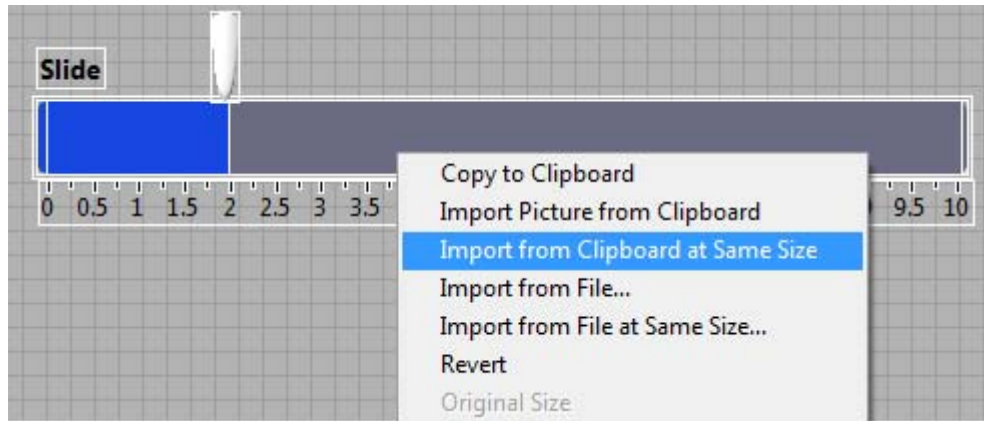 Slide
0 0.5 1 1.5 2 2.5 3 3.5 9.5 10
Copy to Clipboard
Import Picture from Clipboard
Import from Clipboard at Same Size
Import from File...
Import from File at Same Size...
Revert
Original Size